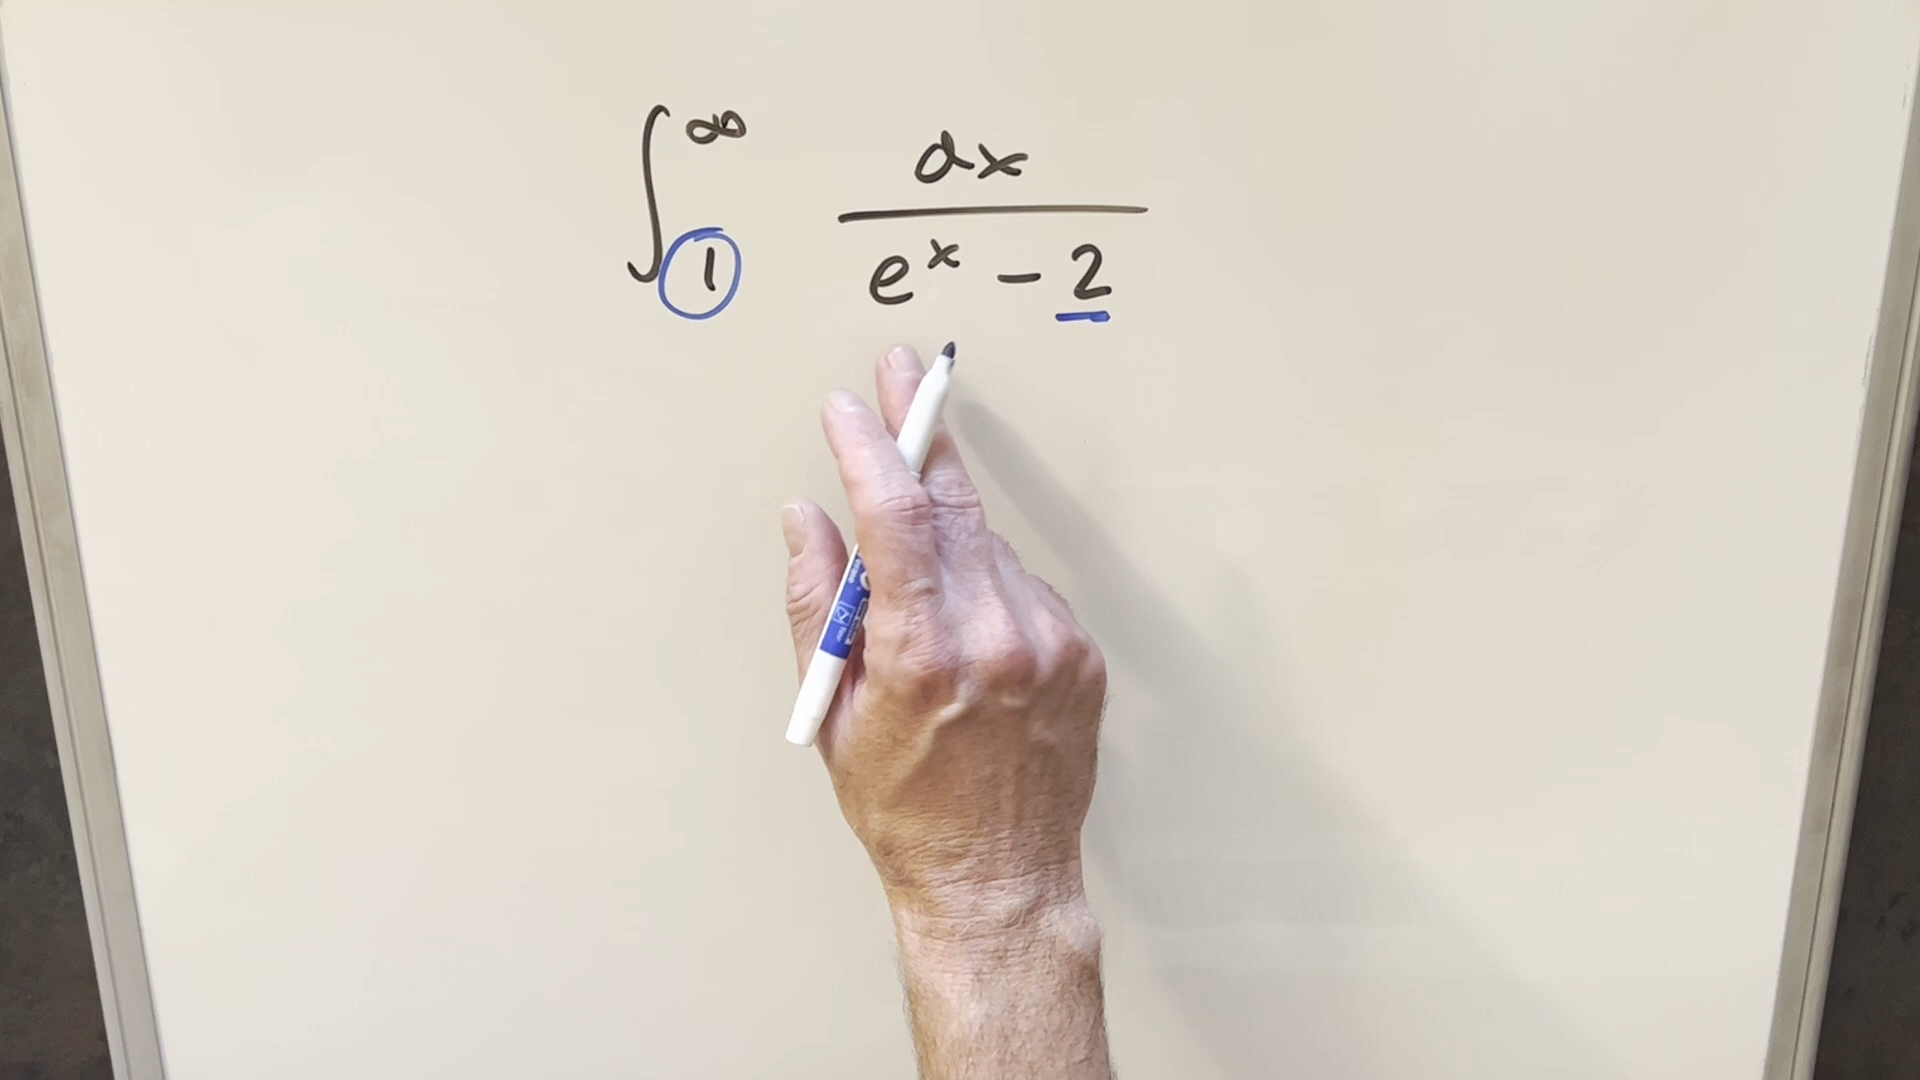 ∫₁^∞ dx / (eˣ − 2)